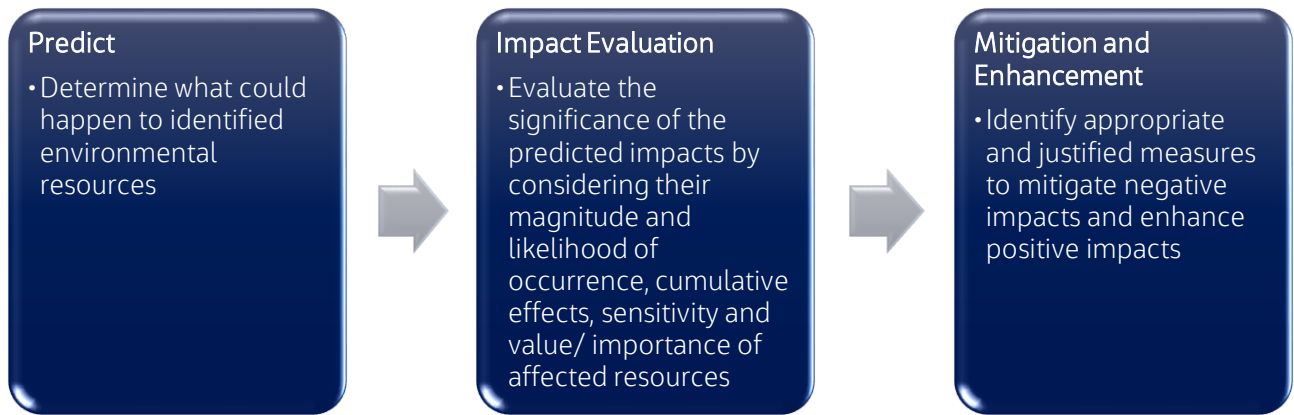 Predict
• Determine what could
happen to identified
environmental
resources
Impact Evaluation
• Evaluate the
significance of the
predicted impacts by
considering their
magnitude and
likelihood of
occurrence, cumulative
effects, sensitivity and
value/ importance of
affected resources
Mitigation and
Enhancement
• Identify appropriate
and justified measures
to mitigate negative
impacts and enhance
positive impacts